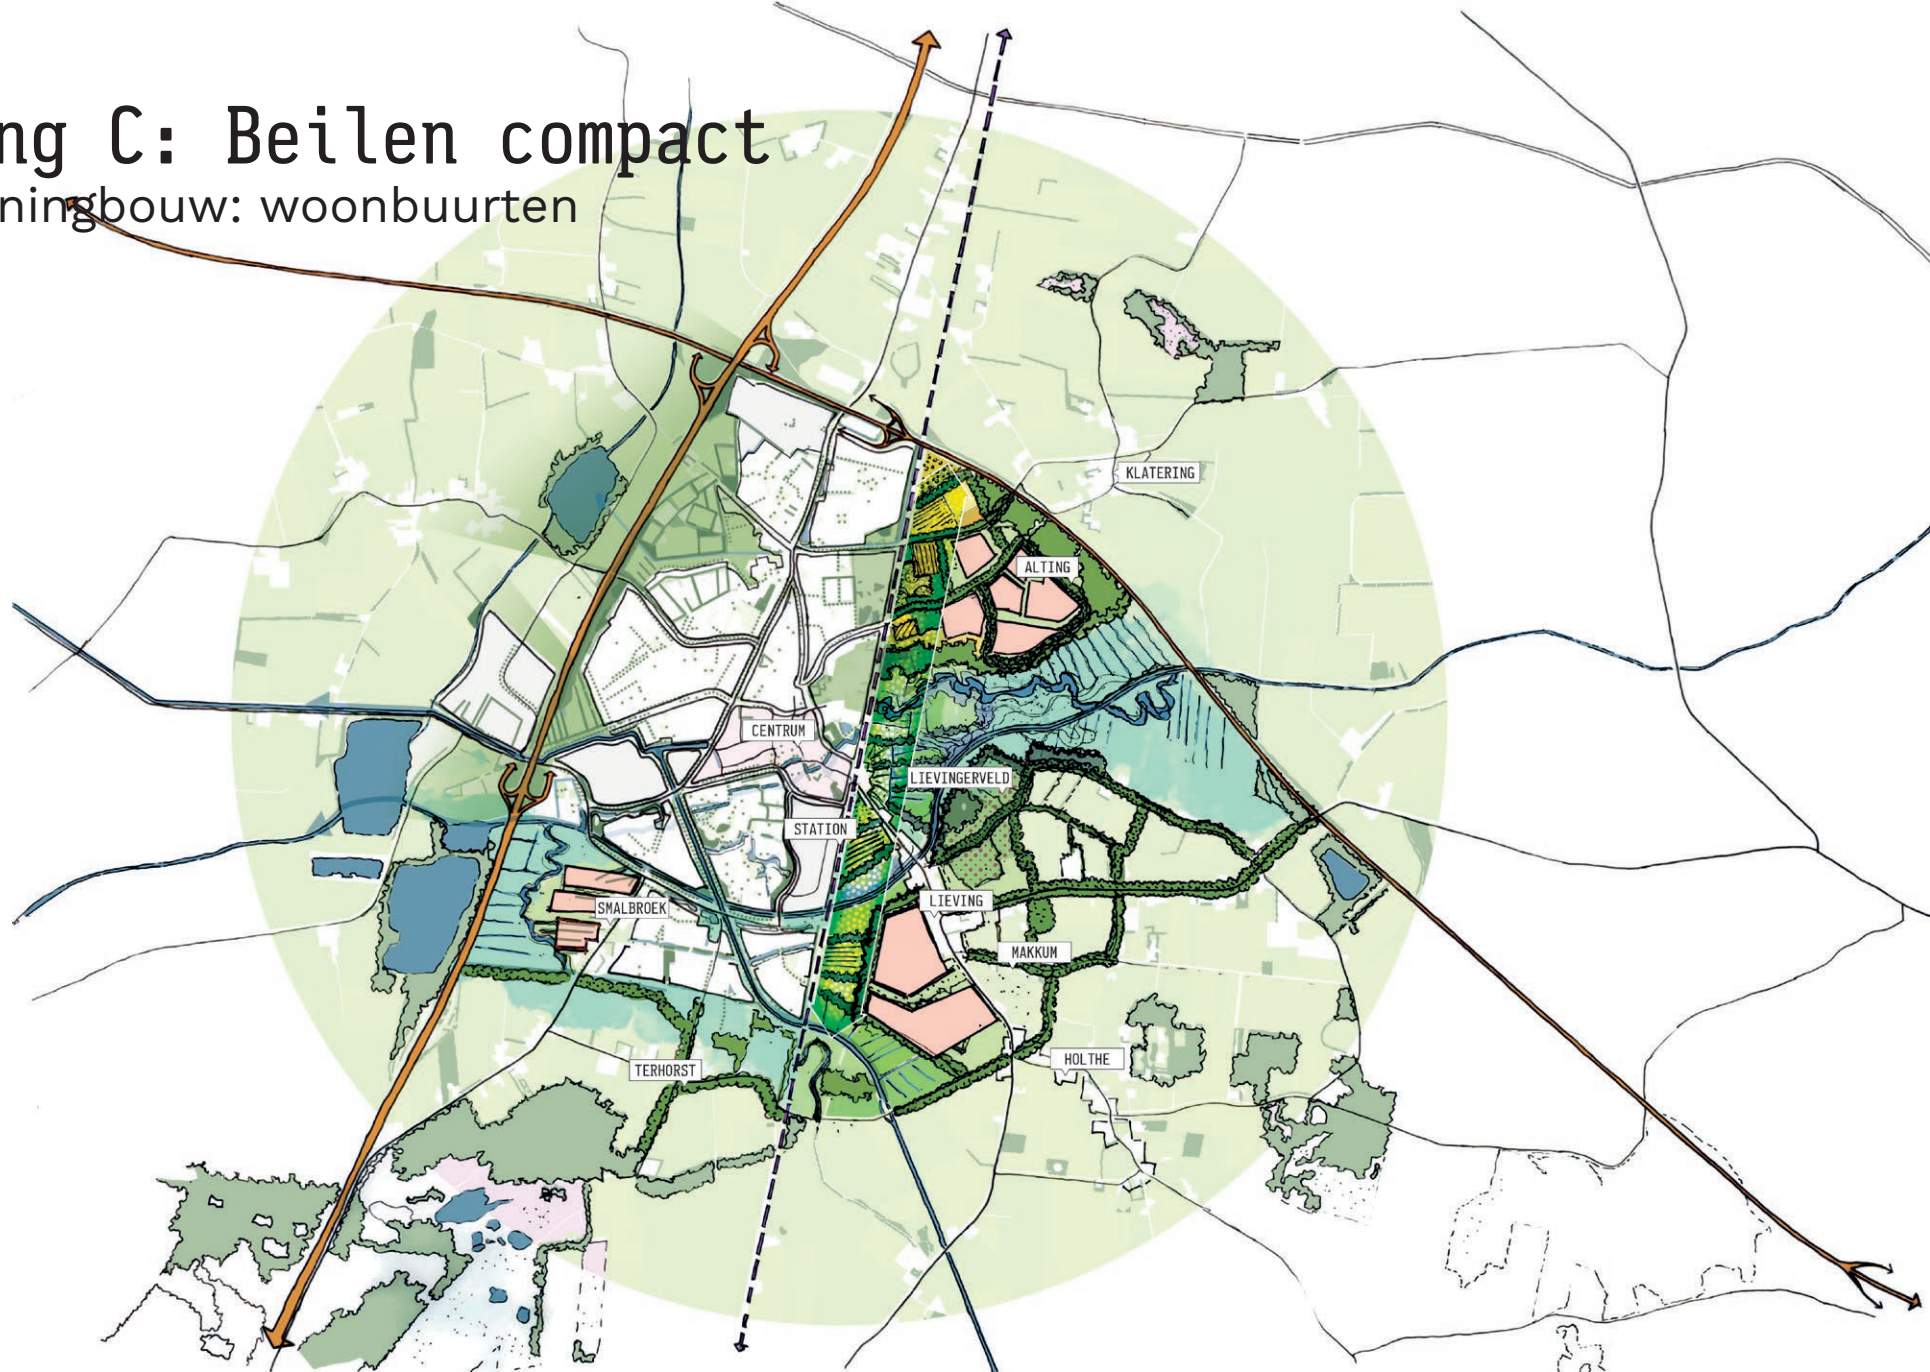 ng C: Beilen compact
ningbouw: woonbuurten
KLATERING
ALTING
CENTRUM
LIEVINGERVELD
STATION
LIEVING
SMALBROEK
MAKKUM
HOLTHE
TERHORST